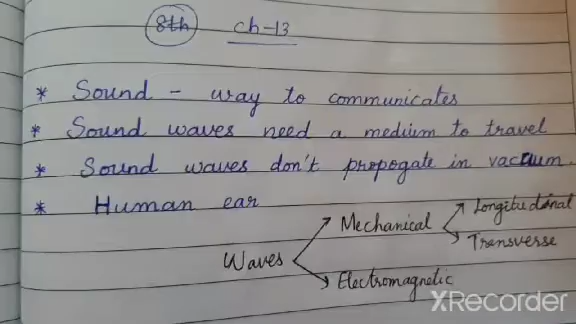 8th ch-13
* Sound - way to communicates
* Sound waves need a medium to travel
* Sound waves don't propogate in vacuum.
* Human ear
Waves
Mechanical
Longitudinal
Transverse
Electromagnetic
XRecorder